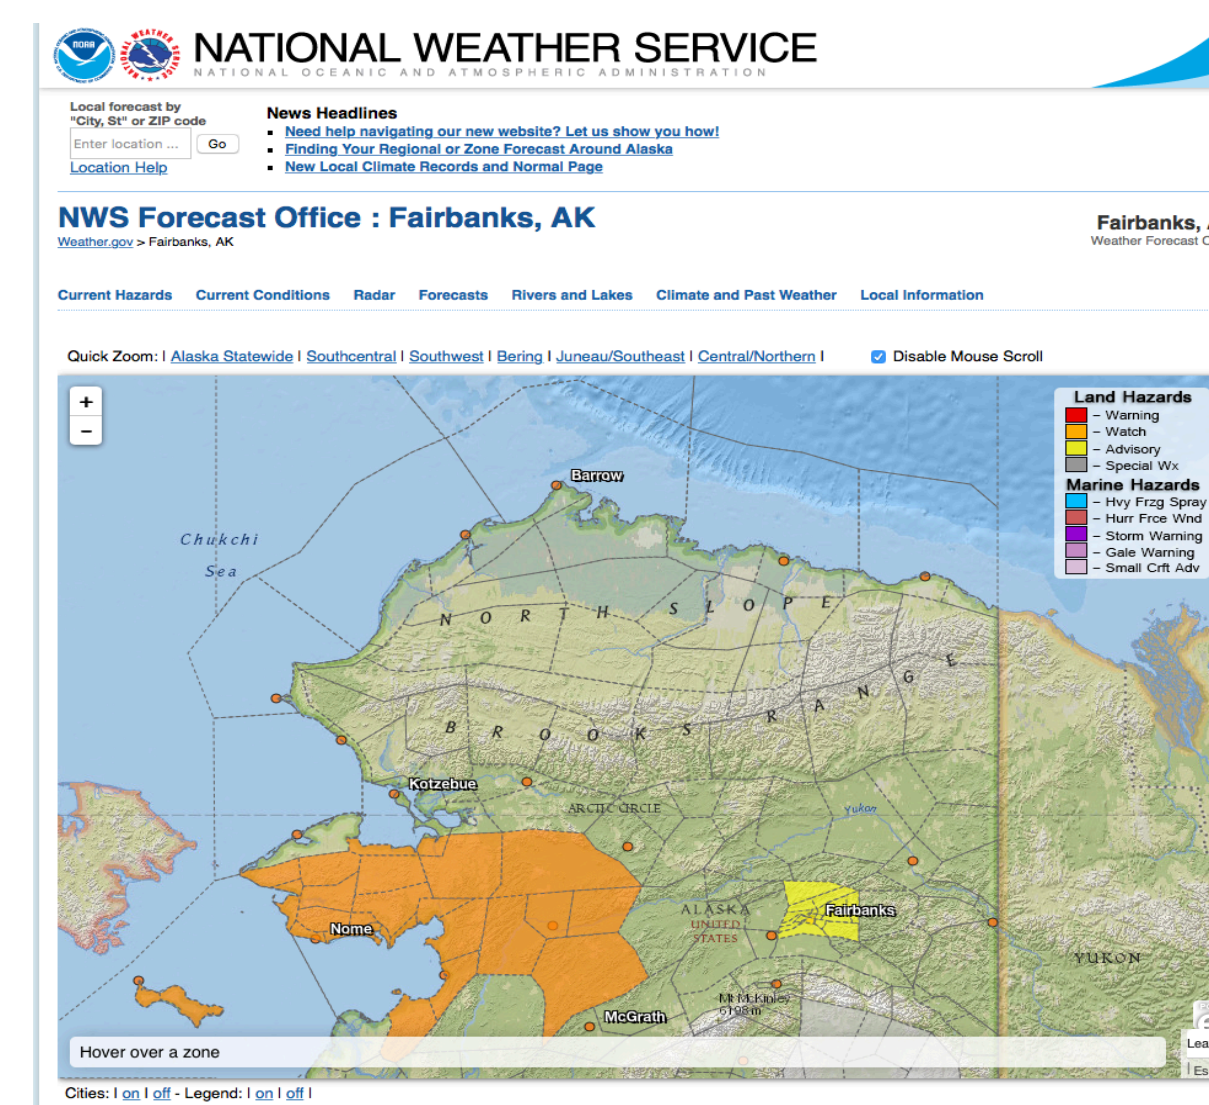 NATIONAL WEATHER SERVICE
NOAA
NATIONAL OCEANIC AND ATMOSPHERIC ADMINISTRATION
Local forecast by
"City, St" or ZIP code
Enter location ...
Go
Location Help
News Headlines
Need help navigating our new website? Let us show you how!
Finding Your Regional or Zone Forecast Around Alaska
New Local Climate Records and Normal Page
NWS Forecast Office : Fairbanks, AK
Weather.gov > Fairbanks, AK
Fairbanks,
Weather Forecast
Current Hazards Current Conditions Radar Forecasts Rivers and Lakes Climate and Past Weather Local Information
Quick Zoom: | Alaska Statewide | Southcentral | Southwest | Bering | Juneau/Southeast | Central/Northern |
Disable Mouse Scroll
+
−
Land Hazards
– Warning
– Watch
– Advisory
– Special Wx
Marine Hazards
– Hvy Frzg Spray
– Hurr Frce Wnd
– Storm Warning
– Gale Warning
– Small Crft Adv
Barrow
Chukchi
Sea
NORTH SLOPE
BROOKS RANGE
Kotzebue
ARCTIC CIRCLE
Yukon
ALASKA
UNITED
STATES
Fairbanks
Nome
YUKON
Mt McKinley
6198 m
McGrath
Hover over a zone
Cities: | on | off - Legend: | on | off |